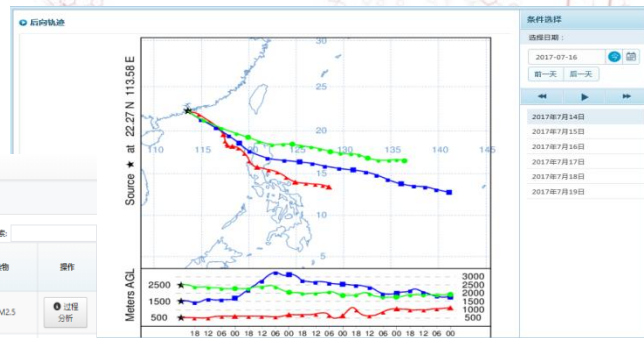 后向轨迹
条件选择
选择日期：
2017-07-16
前一天 后一天
2017年7月14日
2017年7月15日
2017年7月16日
2017年7月17日
2017年7月18日
2017年7月19日
Source ★ at 22.27 N 113.58 E
30
25
20
15
10
5
110 115 120 125 130 135 140 145
Meters AGL
2500
1500
500
3000
2500
2000
1500
1000
500
18 12 06 00 18 12 06 00 18 12 06 00 18 12 06 00 18 12 06 00
操作
M2.5
过程
分析